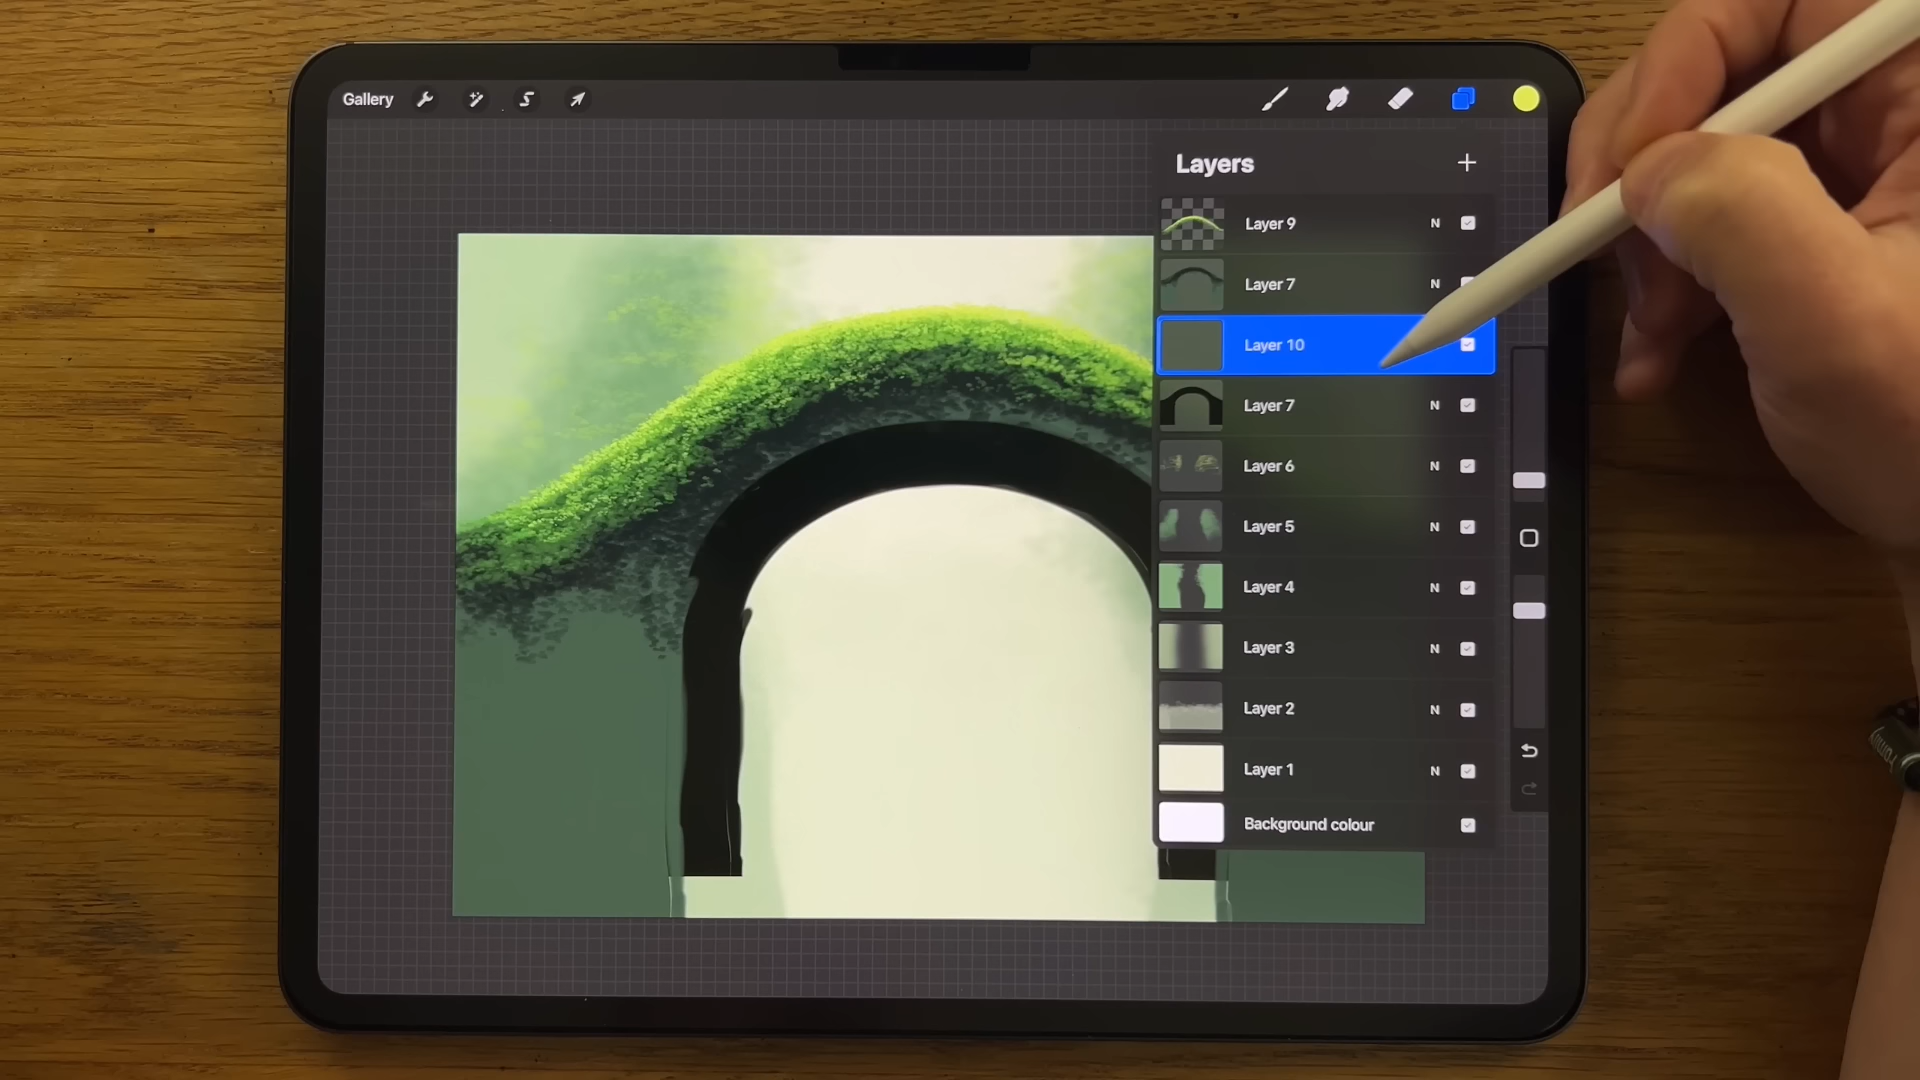 Gallery
Layers
Layer 9 N
Layer 7 N
Layer 10
Layer 7 N
Layer 6 N
Layer 5 N
Layer 4 N
Layer 3 N
Layer 2 N
Layer 1 N
Background colour